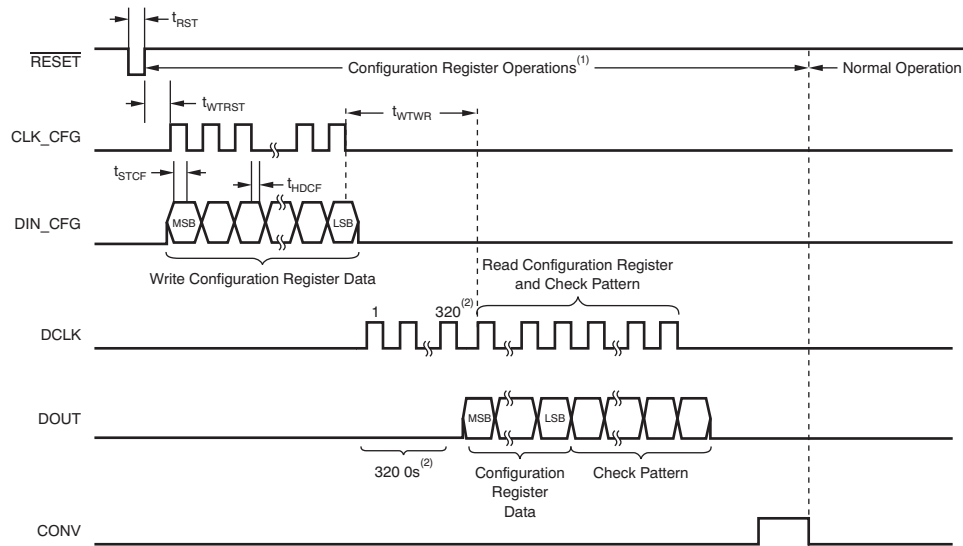 tRST
RESET
Configuration Register Operations(1)
Normal Operation
tWTRST
tWTWR
CLK_CFG
tSTCF
tHDCF
DIN_CFG
MSB
LSB
Write Configuration Register Data
Read Configuration Register
and Check Pattern
1
320(2)
DCLK
DOUT
MSB
LSB
320 0s(2)
Configuration
Register
Data
Check Pattern
CONV